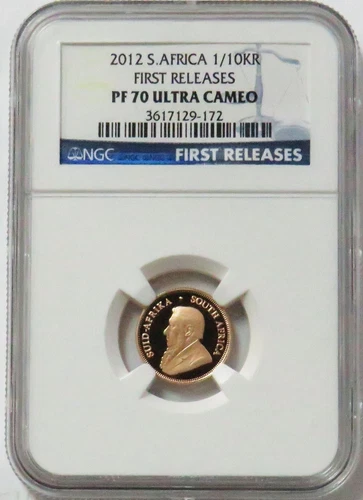 2012 S.AFRICA 1/10KR
FIRST RELEASES
PF 70 ULTRA CAMEO
3617129-172
NGC FIRST RELEASES
SUID-AFRIKA • SOUTH AFRICA